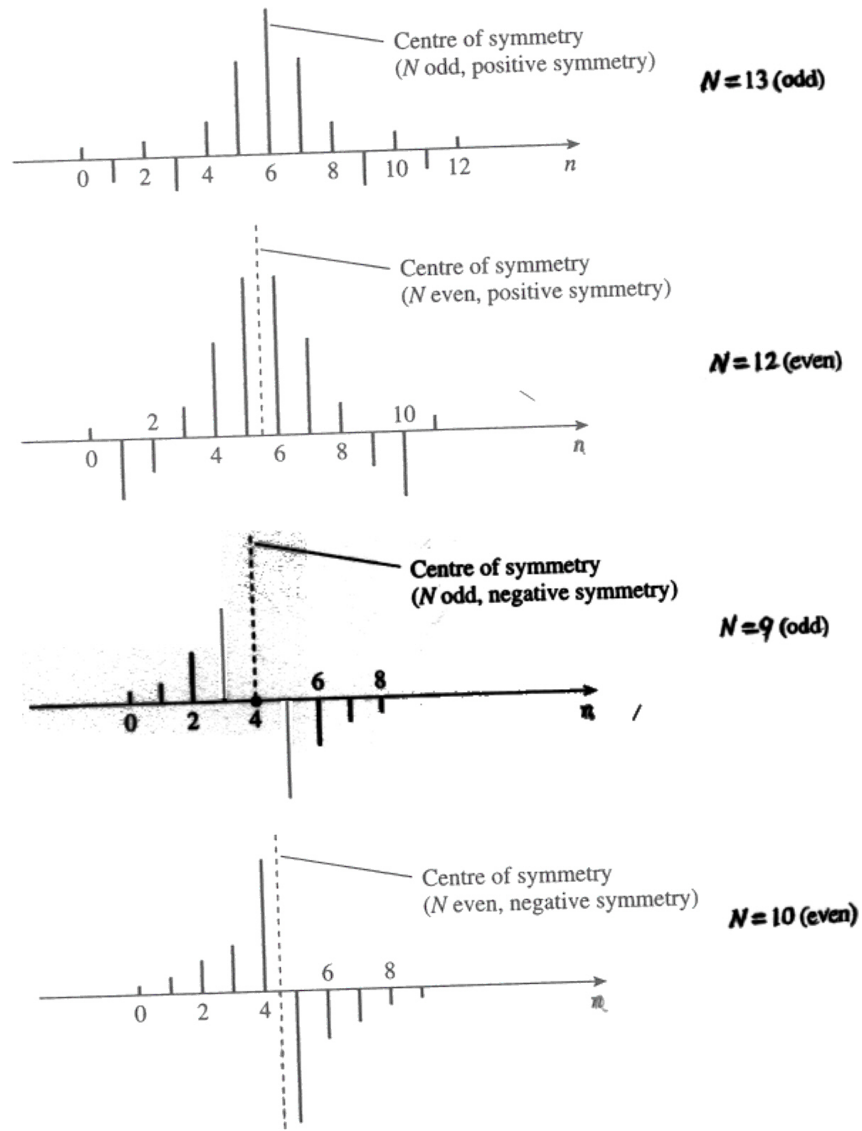 Centre of symmetry
(N odd, positive symmetry)
N = 13 (odd)
0 2 4 6 8 10 12
n
Centre of symmetry
(N even, positive symmetry)
N = 12 (even)
2 10
0 4 6 8
n
Centre of symmetry
(N odd, negative symmetry)
N = 9 (odd)
6 8
0 2 4
n
Centre of symmetry
(N even, negative symmetry)
N = 10 (even)
6 8
0 2 4
n